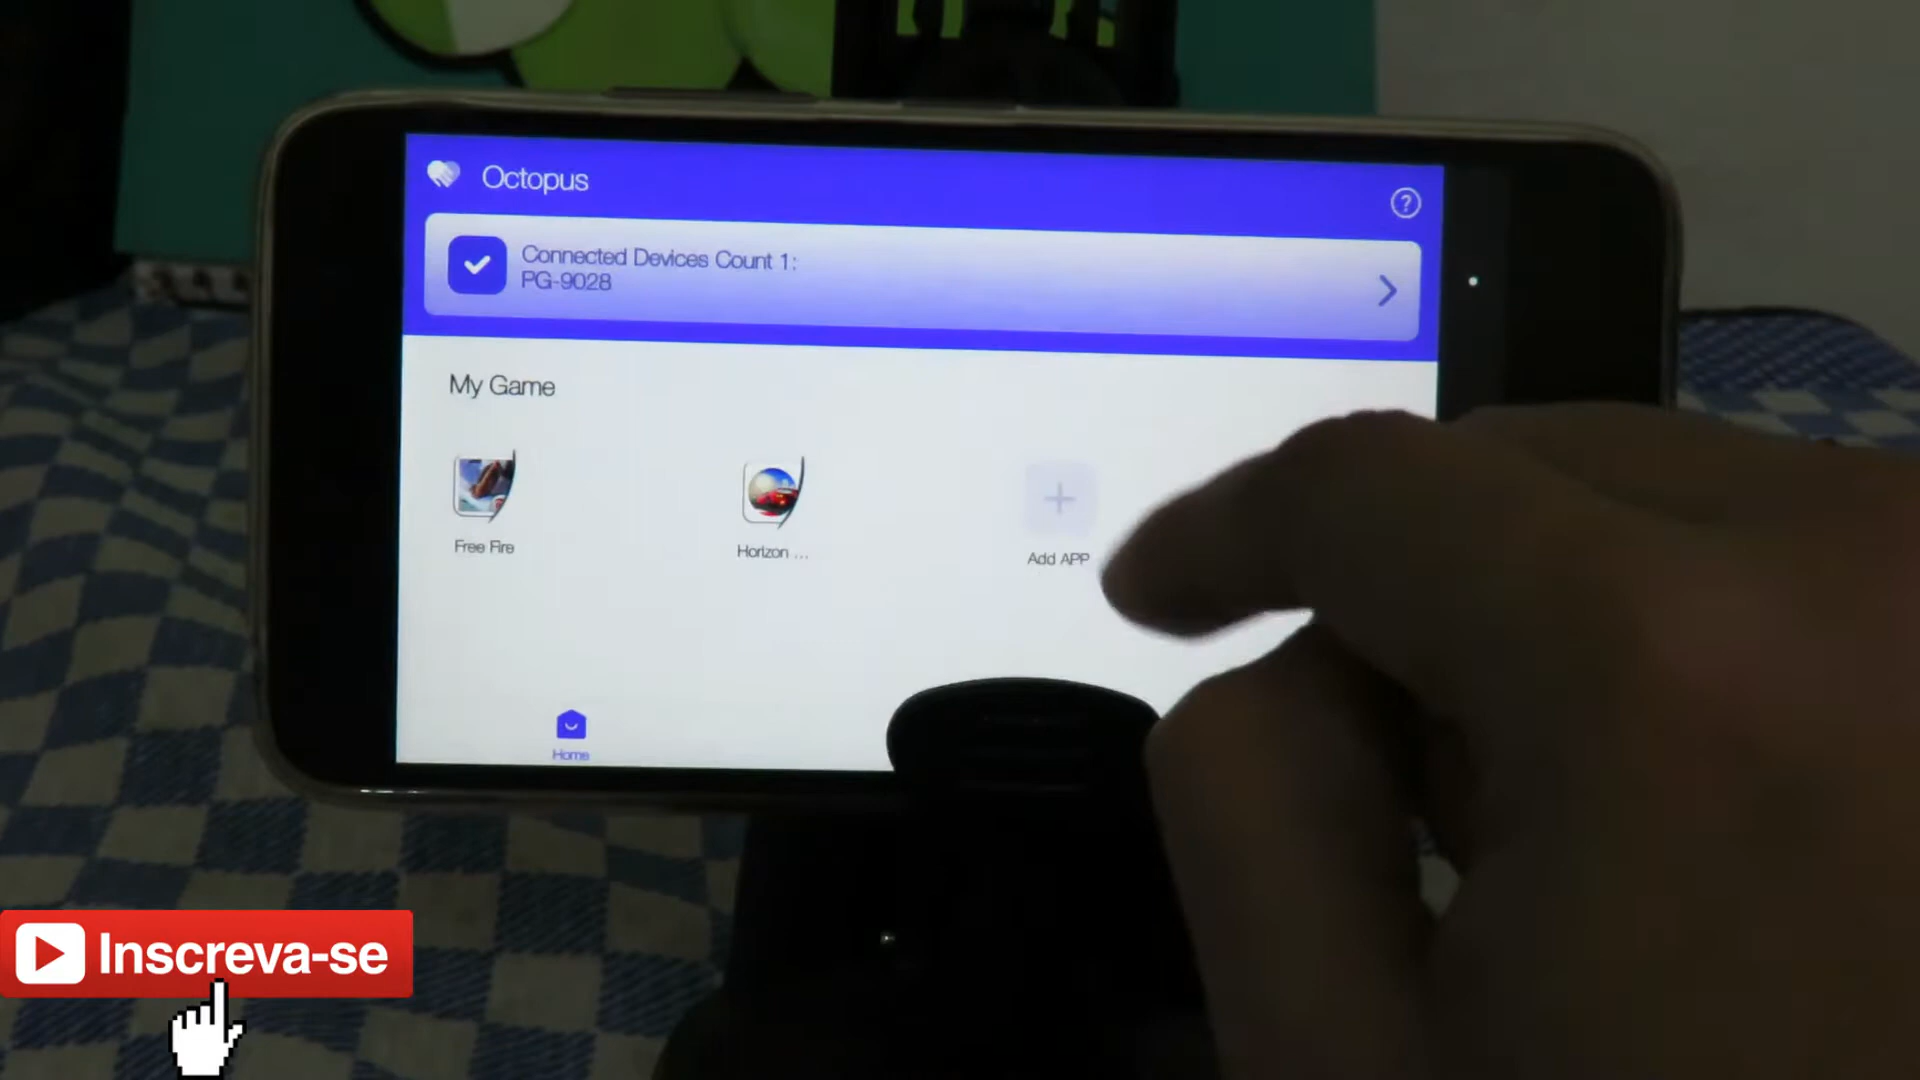 Octopus
?
Connected Devices Count 1:
PG-9028
My Game
Free Fire
Horizon ...
Add APP
Home
Inscreva-se